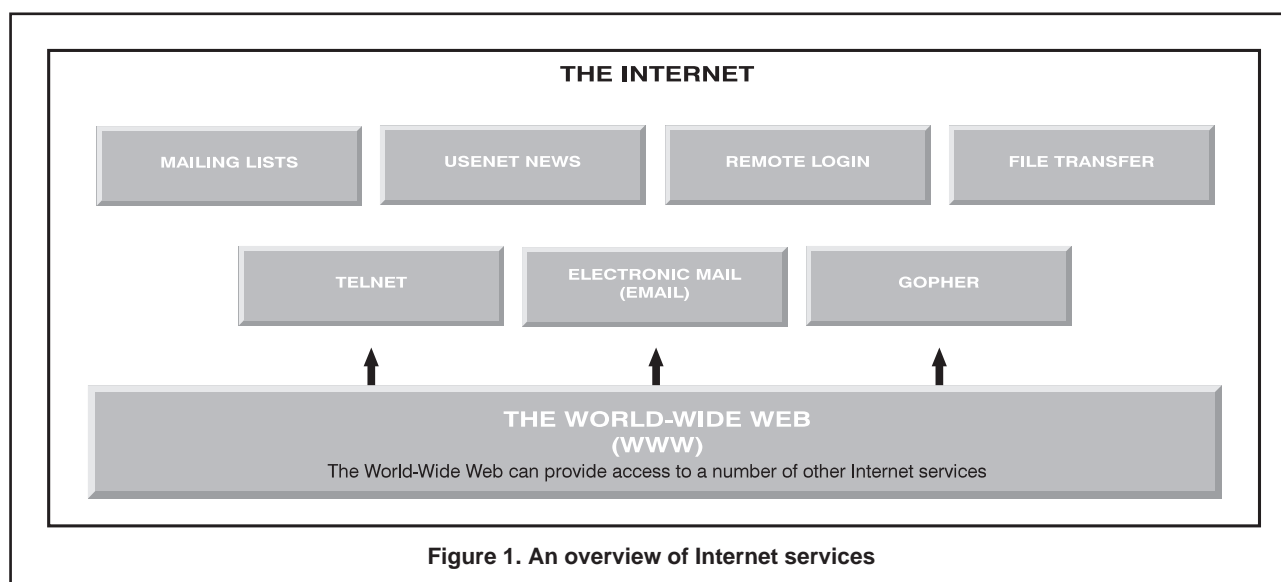 THE INTERNET
MAILING LISTS
USENET NEWS
REMOTE LOGIN
FILE TRANSFER
TELNET
ELECTRONIC MAIL
(EMAIL)
GOPHER
THE WORLD-WIDE WEB
(WWW)
The World-Wide Web can provide access to a number of other Internet services
Figure 1. An overview of Internet services